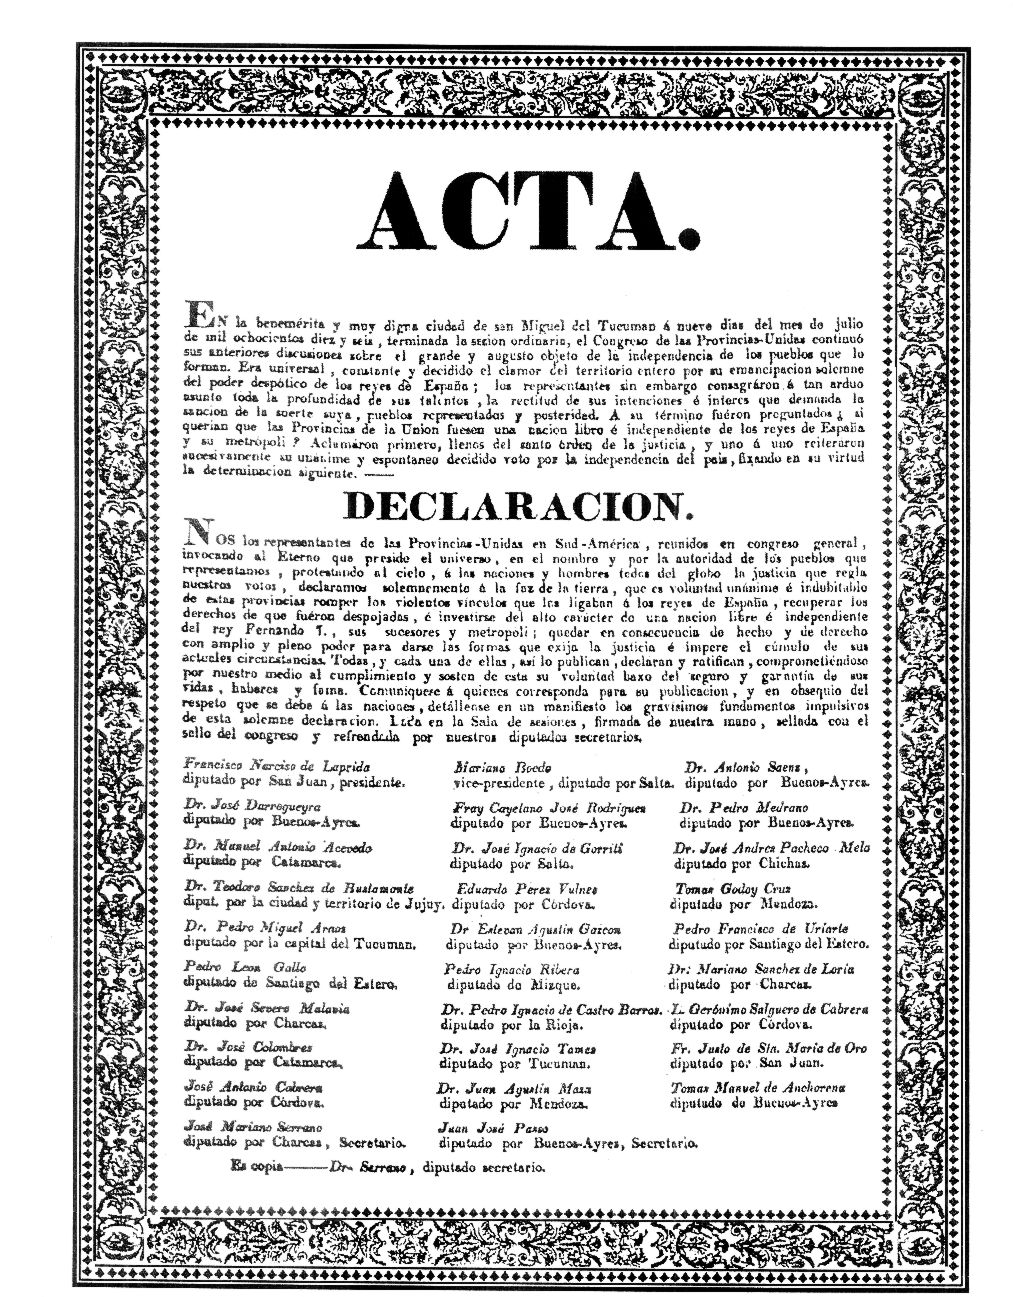 ACTA.
EN la benemérita y muy digna ciudad de san Miguel del Tucuman á nueve dias del mes de julio
de mil ochocientos diez y seis, terminada la sesion ordinaria, el Congreso de las Provincias-Unidas continuó
sus anteriores discusiones sobre el grande y augusto objeto de la independencia de los pueblos que lo
forman. Era universal, constante y decidido el clamor del territorio entero por su emancipacion solemne
del poder despótico de los reyes de España; los representantes sin embargo consagráron á tan arduo
asunto toda la profundidad de sus talentos, la rectitud de sus intenciones é interes que demanda la
sancion de la suerte suya, pueblos representados y posteridad. A su término fuéron preguntados ¿ si
querian que las Provincias de la Union fuesen una nacion libre é independiente de los reyes de España
y su metrópoli ? Aclamáron primero, llenos del santo órden de la justicia, y uno á uno reiteraron
sucesivamente su unanime y espontaneo decidido voto por la independencia del pais, fixando en su virtud
la determinacion siguiente. ——
DECLARACION.
NOS los representantes de las Provincias-Unidas en Sud-América, reunidos en congreso general,
invocando al Eterno que preside el universo, en el nombre y por la autoridad de los pueblos que
representamos, protestando al cielo, á las naciones y hombres todos del globo la justicia que regla
nuestros votos, declaramos solemnemente á la faz de la tierra, que es voluntad unánime é indubitable
de estas provincias romper los violentos vinculos que las ligaban á los reyes de España, recuperar los
derechos de que fuéron despojadas, é investirse del alto caracter de una nacion libre é independiente
del rey Fernando 7., sus sucesores y metropoli; quedar en consecuencia de hecho y de derecho
con amplio y pleno poder para darse las formas que exija la justicia é impere el cúmulo de sus
actuales circunstancias. Todas, y cada una de ellas, así lo publican, declaran y ratifican, comprometiéndose
por nuestro medio al cumplimiento y sosten de esta su voluntad baxo del seguro y garantia de sus
vidas, haberes y fama. Comuniquese á quienes corresponda para su publicacion, y en obsequio del
respeto que se debe á las naciones, detállense en un manifiesto los gravísimos fundamentos impulsivos
de esta solemne declaracion. Dada en la Sala de sesiones, firmada de nuestra mano, sellada con el
sello del congreso y refrendada por nuestros diputados secretarios.
Francisco Narciso de Laprida Mariano Boedo Dr. Antonio Saens,
diputado por San Juan, presidente. vice-presidente, diputado por Salta. diputado por Buenos-Ayres.
Dr. José Darregueyra Fray Cayetano José Rodrigues Dr. Pedro Medrano
diputado por Buenos-Ayres. diputado por Buenos-Ayres. diputado por Buenos-Ayres.
Dr. Manuel Antonio Acevedo Dr. José Ignacio de Gorriti Dr. José Andres Pacheco Melo
diputado por Catamarca. diputado por Salta. diputado por Chichas.
Dr. Teodoro Sanchez de Bustamante Eduardo Perez Vulnes Tomas Godoy Cruz
diput. por la ciudad y territorio de Jujuy. diputado por Córdova. diputado por Mendoza.
Dr. Pedro Miguel Araos Dr Estevan Agustin Gazcon Pedro Francisco de Uriarte
diputado por la capital del Tucuman. diputado por Buenos-Ayres. diputado por Santiago del Estero.
Pedro Leon Gallo Pedro Ignacio Ribera Dr. Mariano Sanchez de Loria
diputado de Santiago del Estero. diputado de Mizque. diputado por Charcas.
Dr. José Severo Malavia Dr. Pedro Ignacio de Castro Barros. L. Gerónimo Salguero de Cabrera
diputado por Charcas. diputado por la Rioja. diputado por Córdova.
Dr. José Colombres Dr. José Ignacio Tames Fr. Justo de Sta. Maria de Oro
diputado por Catamarca. diputado por Tucuman. diputado por San Juan.
José Antonio Cabrera Dr. Juan Agustin Maza Tomas Manuel de Anchorena
diputado por Córdova. diputado por Mendoza. diputado de Buenos-Ayres
José Mariano Serrano Juan José Passo
diputado por Charcas, Secretario. diputado por Buenos-Ayres, Secretario.
Es copia——Dr. Serrano, diputado secretario.